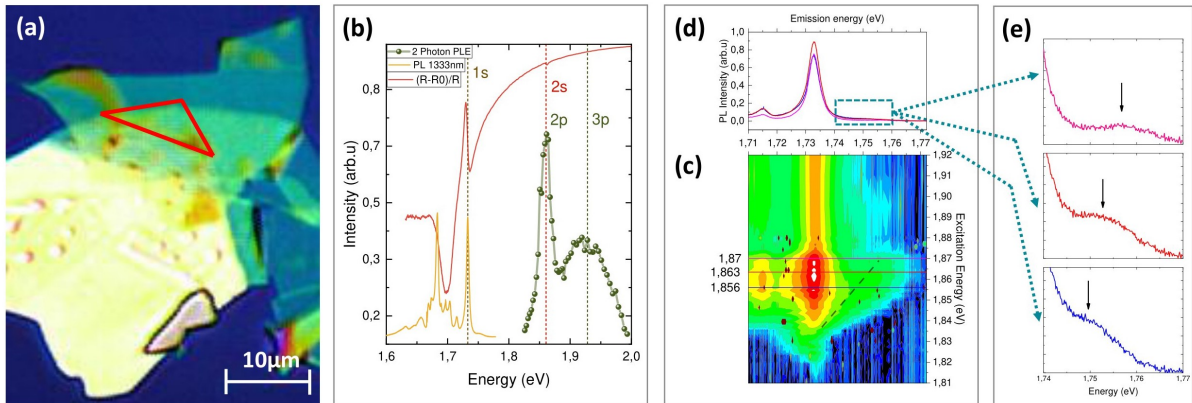 (a)
10μm
(b)
2 Photon PLE
PL 1333nm
(R-R0)/R
1s
2s
2p
3p
Intensity (arb.u)
0,8
0,7
0,5
0,3
0,2
1,6
1,7
1,8
1,9
2,0
Energy (eV)
(d)
Emission energy (eV)
PL Intensity (eV)
1,0
0,8
0,6
0,4
0,2
0,0
1,72
1,73
1,74
1,75
1,76
1,77
(c)
1,87
1,863
1,856
1,92
1,91
1,90
1,89
1,88
1,87
1,86
1,85
1,84
1,83
1,82
1,81
Excitation Energy (eV)
(e)
1,74
1,75
1,76
1,77
Energy (eV)